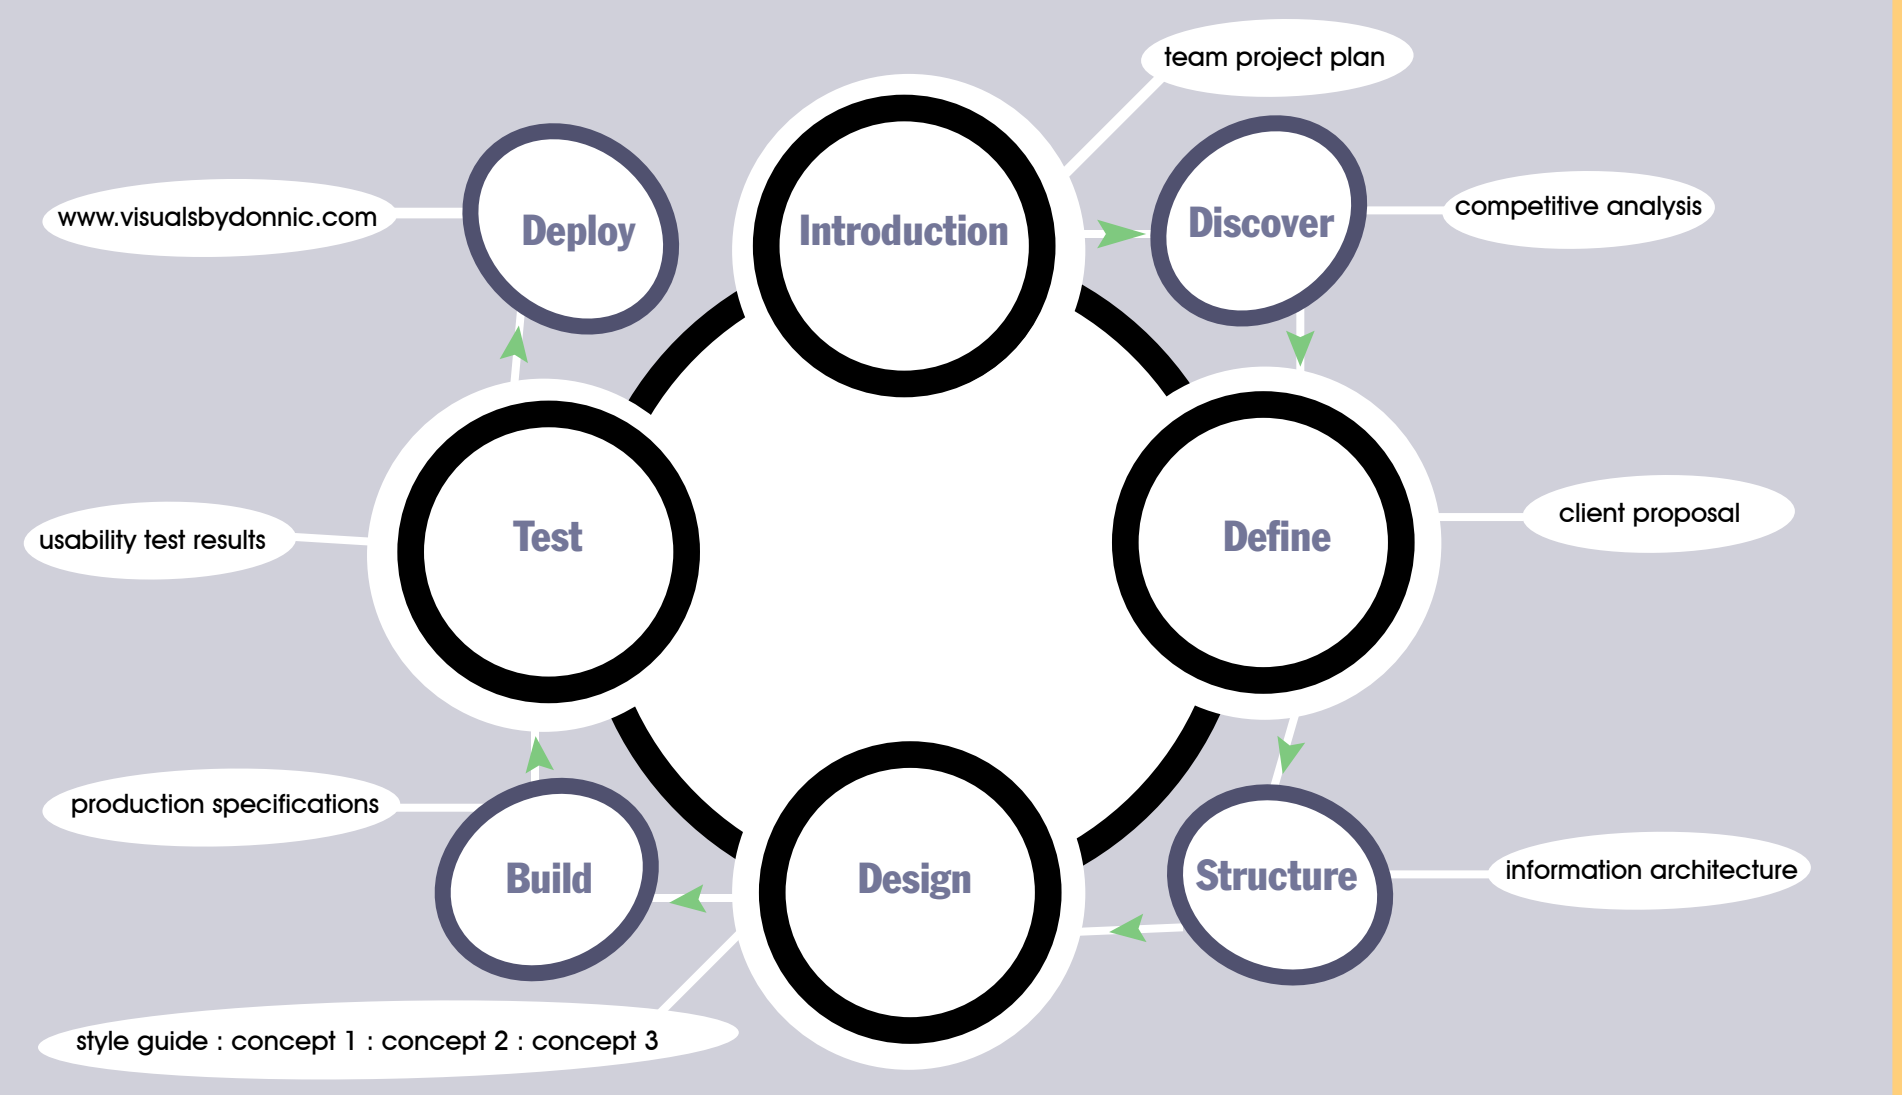 team project plan
Introduction
Discover
competitive analysis
Define
client proposal
Structure
information architecture
Design
style guide : concept 1 : concept 2 : concept 3
Build
production specifications
Test
usability test results
Deploy
www.visualsbydonnic.com